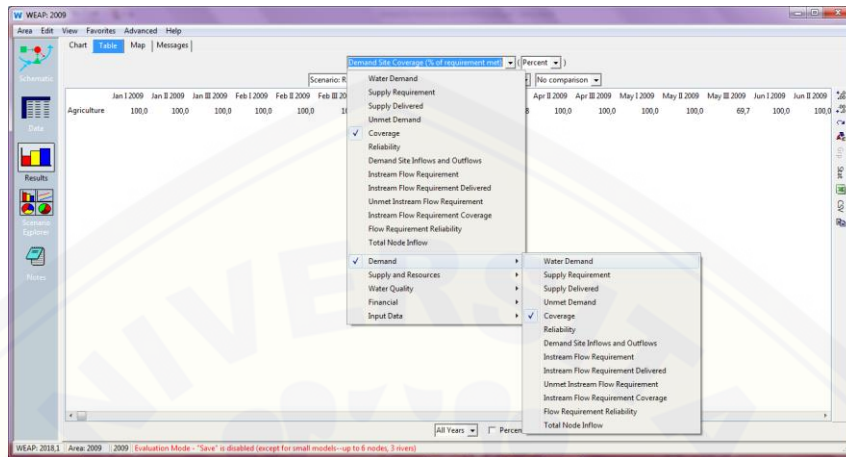 WEAP: 2009
Area Edit View Favorites Advanced Help
Chart Table Map Messages
Demand Site Coverage (% of requirement met) ( Percent )
Scenario: R No comparison
Jan I 2009 Jan II 2009 Jan III 2009 Feb I 2009 Feb II 2009 Feb III 20 Apr II 2009 Apr III 2009 May I 2009 May II 2009 May III 2009 Jun I 2009 Jun II 2009
Agriculture 100,0 100,0 100,0 100,0 100,0 10 8 100,0 100,0 100,0 100,0 69,7 100,0 100,0
Schematic
Data
Results
Scenario Explorer
Notes
Water Demand
Supply Requirement
Supply Delivered
Unmet Demand
Coverage
Reliability
Demand Site Inflows and Outflows
Instream Flow Requirement
Instream Flow Requirement Delivered
Unmet Instream Flow Requirement
Instream Flow Requirement Coverage
Flow Requirement Reliability
Total Node Inflow
Demand
Supply and Resources
Water Quality
Financial
Input Data
Water Demand
Supply Requirement
Supply Delivered
Unmet Demand
Coverage
Reliability
Demand Site Inflows and Outflows
Instream Flow Requirement
Instream Flow Requirement Delivered
Unmet Instream Flow Requirement
Instream Flow Requirement Coverage
Flow Requirement Reliability
Total Node Inflow
Stat
CSV
All Years Percen
WEAP: 2018,1 Area: 2009 2009 Evaluation Mode - "Save" is disabled (except for small models--up to 6 nodes, 3 rivers)